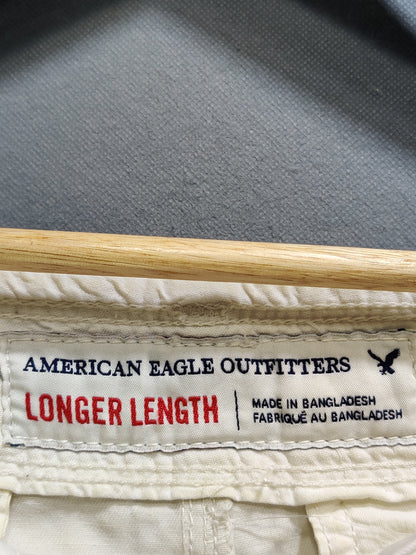 AMERICAN EAGLE OUTFITTERS
LONGER LENGTH
MADE IN BANGLADESH
FABRIQUÉ AU BANGLADESH